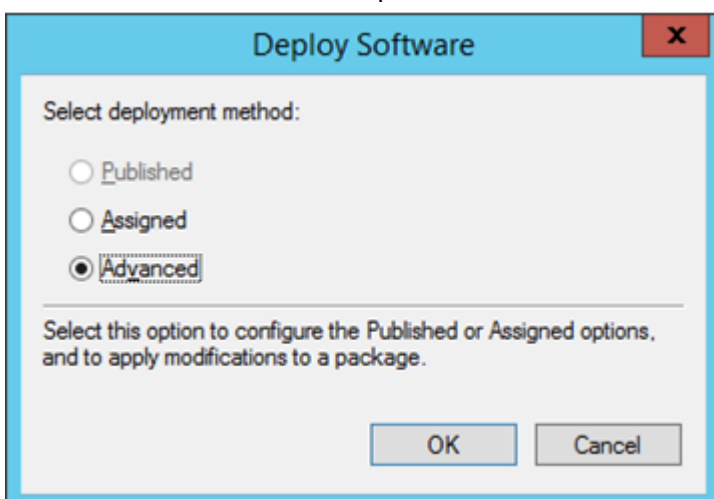 Deploy Software
x
Select deployment method:
Published
Assigned
Advanced
Select this option to configure the Published or Assigned options,
and to apply modifications to a package.
OK Cancel